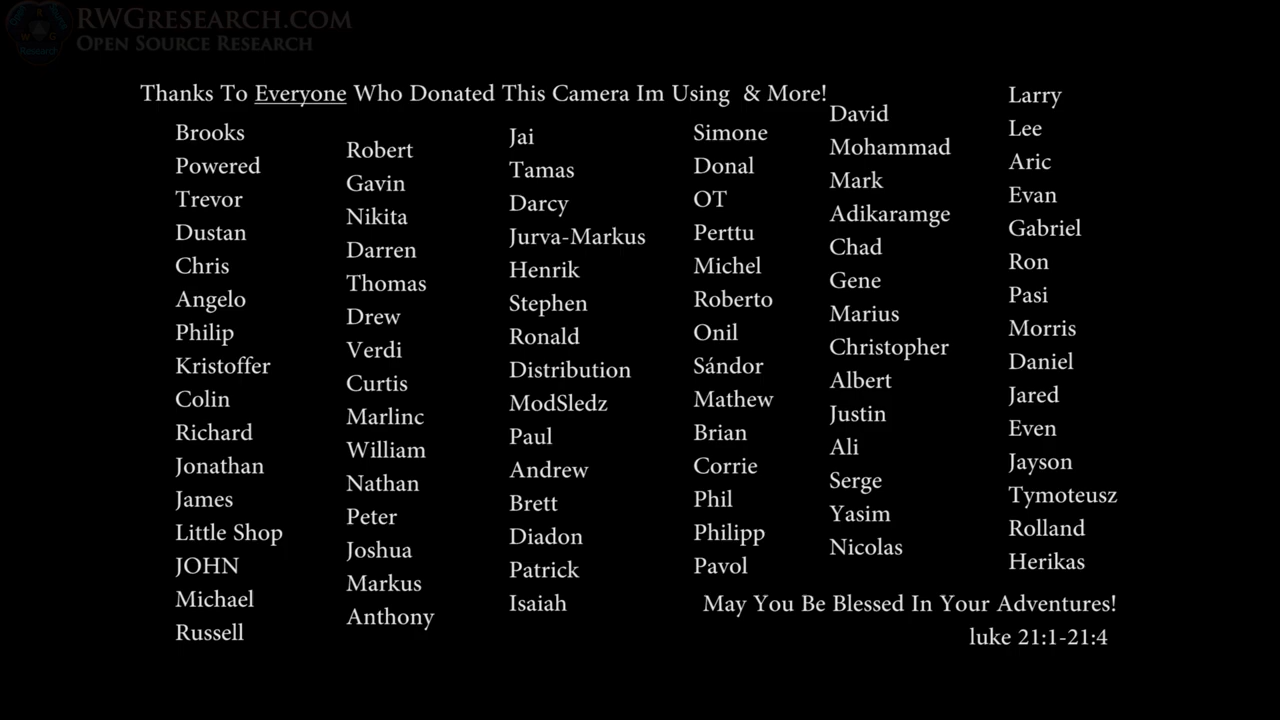 RWGRESEARCH.COM
OPEN SOURCE RESEARCH
Thanks To Everyone Who Donated This Camera Im Using & More!
Brooks
Powered
Trevor
Dustan
Chris
Angelo
Philip
Kristoffer
Colin
Richard
Jonathan
James
Little Shop
JOHN
Michael
Russell
Robert
Gavin
Nikita
Darren
Thomas
Drew
Verdi
Curtis
Marlinc
William
Nathan
Peter
Joshua
Markus
Anthony
Jai
Tamas
Darcy
Jurva-Markus
Henrik
Stephen
Ronald
Distribution
ModSledz
Paul
Andrew
Brett
Diadon
Patrick
Isaiah
Simone
Donal
OT
Perttu
Michel
Roberto
Onil
Sándor
Mathew
Brian
Corrie
Phil
Philipp
Pavol
David
Mohammad
Mark
Adikaramge
Chad
Gene
Marius
Christopher
Albert
Justin
Ali
Serge
Yasim
Nicolas
Larry
Lee
Aric
Evan
Gabriel
Ron
Pasi
Morris
Daniel
Jared
Even
Jayson
Tymoteusz
Rolland
Herikas
May You Be Blessed In Your Adventures!
luke 21:1-21:4